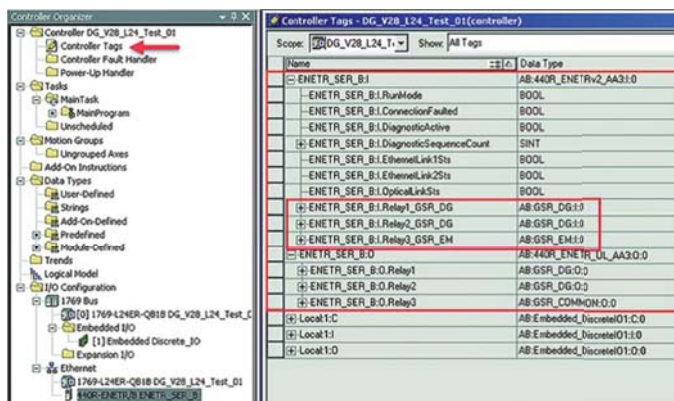 Controller Organizer
Controller DG_V28_L24_Test_01
Controller Tags
Controller Fault Handler
Power-Up Handler
Tasks
MainTask
MainProgram
Unscheduled
Motion Groups
Ungrouped Axes
Add-On Instructions
Data Types
User-Defined
Strings
Add-On-Defined
Predefined
Module-Defined
Trends
Logical Model
I/O Configuration
1769 Bus
[0] 1769-L24ER-QB1B DG_V28_L24_Test_0
Embedded I/O
[1] Embedded Discrete_IO
Expansion I/O
Ethernet
1769-L24ER-QB1B DG_V28_L24_Test_01
440R-ENETR/B ENETR_SER_B
Controller Tags - DG_V28_L24_Test_01(controller)
Scope: DG_V28_L24_T Show: All Tags
Name Data Type
ENETR_SER_B:I AB:440R_ENETRv2_AA3:I:0
ENETR_SER_B:I.RunMode BOOL
ENETR_SER_B:I.ConnectionFaulted BOOL
ENETR_SER_B:I.DiagnosticActive BOOL
ENETR_SER_B:I.DiagnosticSequenceCount SINT
ENETR_SER_B:I.EthernetLink1Sts BOOL
ENETR_SER_B:I.EthernetLink2Sts BOOL
ENETR_SER_B:I.OpticalLinkSts BOOL
ENETR_SER_B:I.Relay1_GSR_DG AB:GSR_DG:I:0
ENETR_SER_B:I.Relay2_GSR_DG AB:GSR_DG:I:0
ENETR_SER_B:I.Relay3_GSR_EM AB:GSR_EM:I:0
ENETR_SER_B:O AB:440R_ENETR_UL_AA3:O:0
ENETR_SER_B:O.Relay1 AB:GSR_DG:O:0
ENETR_SER_B:O.Relay2 AB:GSR_DG:O:0
ENETR_SER_B:O.Relay3 AB:GSR_COMMON:O:0
Local:1:C AB:Embedded_DiscreteIO1:C:0
Local:1:I AB:Embedded_DiscreteIO1:I:0
Local:1:O AB:Embedded_DiscreteIO1:O:0